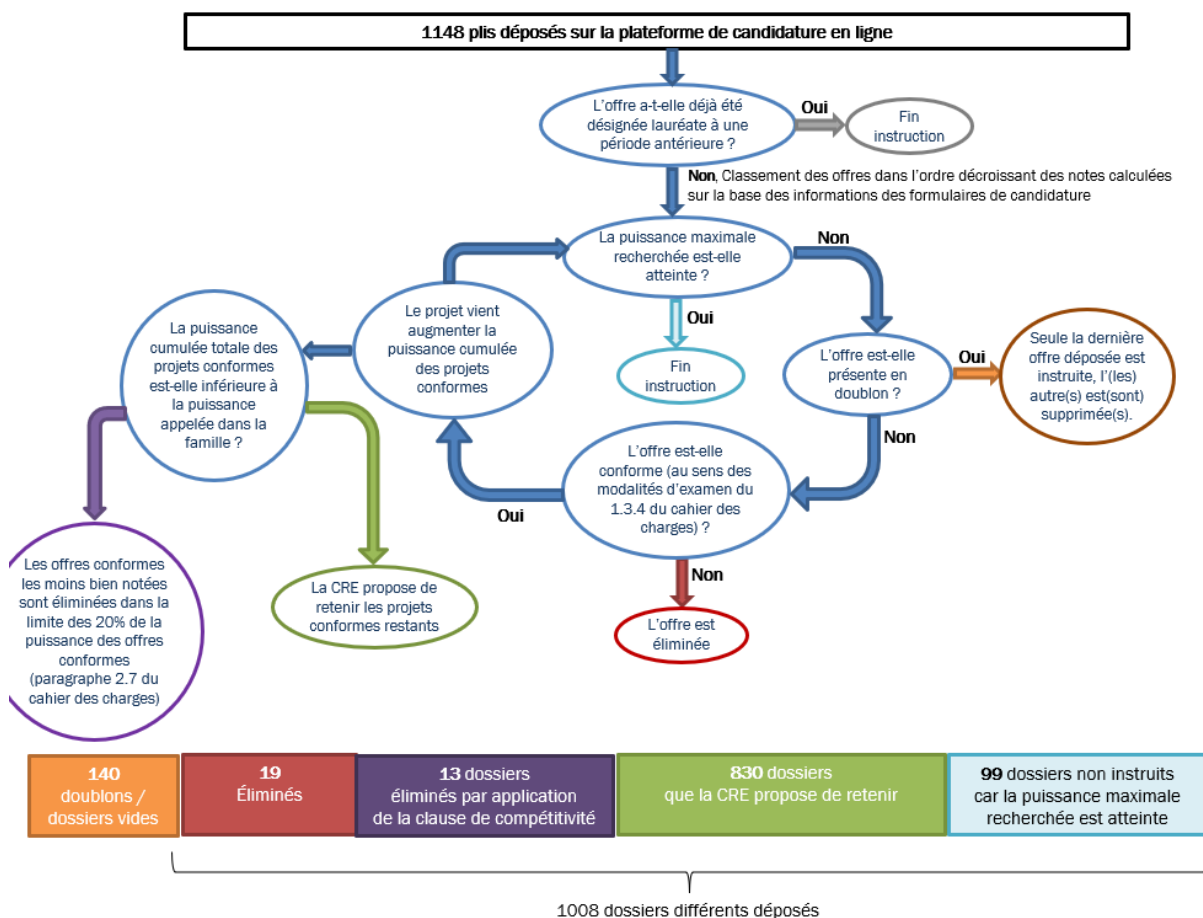 1148 plis déposés sur la plateforme de candidature en ligne
L'offre a-t-elle déjà été
désignée lauréate à une
période antérieure ?
Oui
Fin
instruction
Non, Classement des offres dans l'ordre décroissant des notes calculées
sur la base des informations des formulaires de candidature
La puissance maximale
recherchée est-elle
atteinte ?
Non
Oui
Fin
instruction
L'offre est-elle
présente en
doublon ?
Oui
Seule la dernière
offre déposée est
instruite, l'(les)
autre(s) est(sont)
supprimée(s).
Non
L'offre est-elle
conforme (au sens des
modalités d'examen du
1.3.4 du cahier des
charges) ?
Oui
Non
L'offre est
éliminée
Le projet vient
augmenter la
puissance cumulée
des projets
conformes
La puissance
cumulée totale des
projets conformes
est-elle inférieure à
la puissance
appelée dans la
famille ?
La CRE propose de
retenir les projets
conformes restants
Les offres conformes
les moins bien notées
sont éliminées dans la
limite des 20% de la
puissance des offres
conformes
(paragraphe 2.7 du
cahier des charges)
140
doublons /
dossiers vides
19
Éliminés
13 dossiers
éliminés par application
de la clause de compétitivité
830 dossiers
que la CRE propose de retenir
99 dossiers non instruits
car la puissance maximale
recherchée est atteinte
1008 dossiers différents déposés